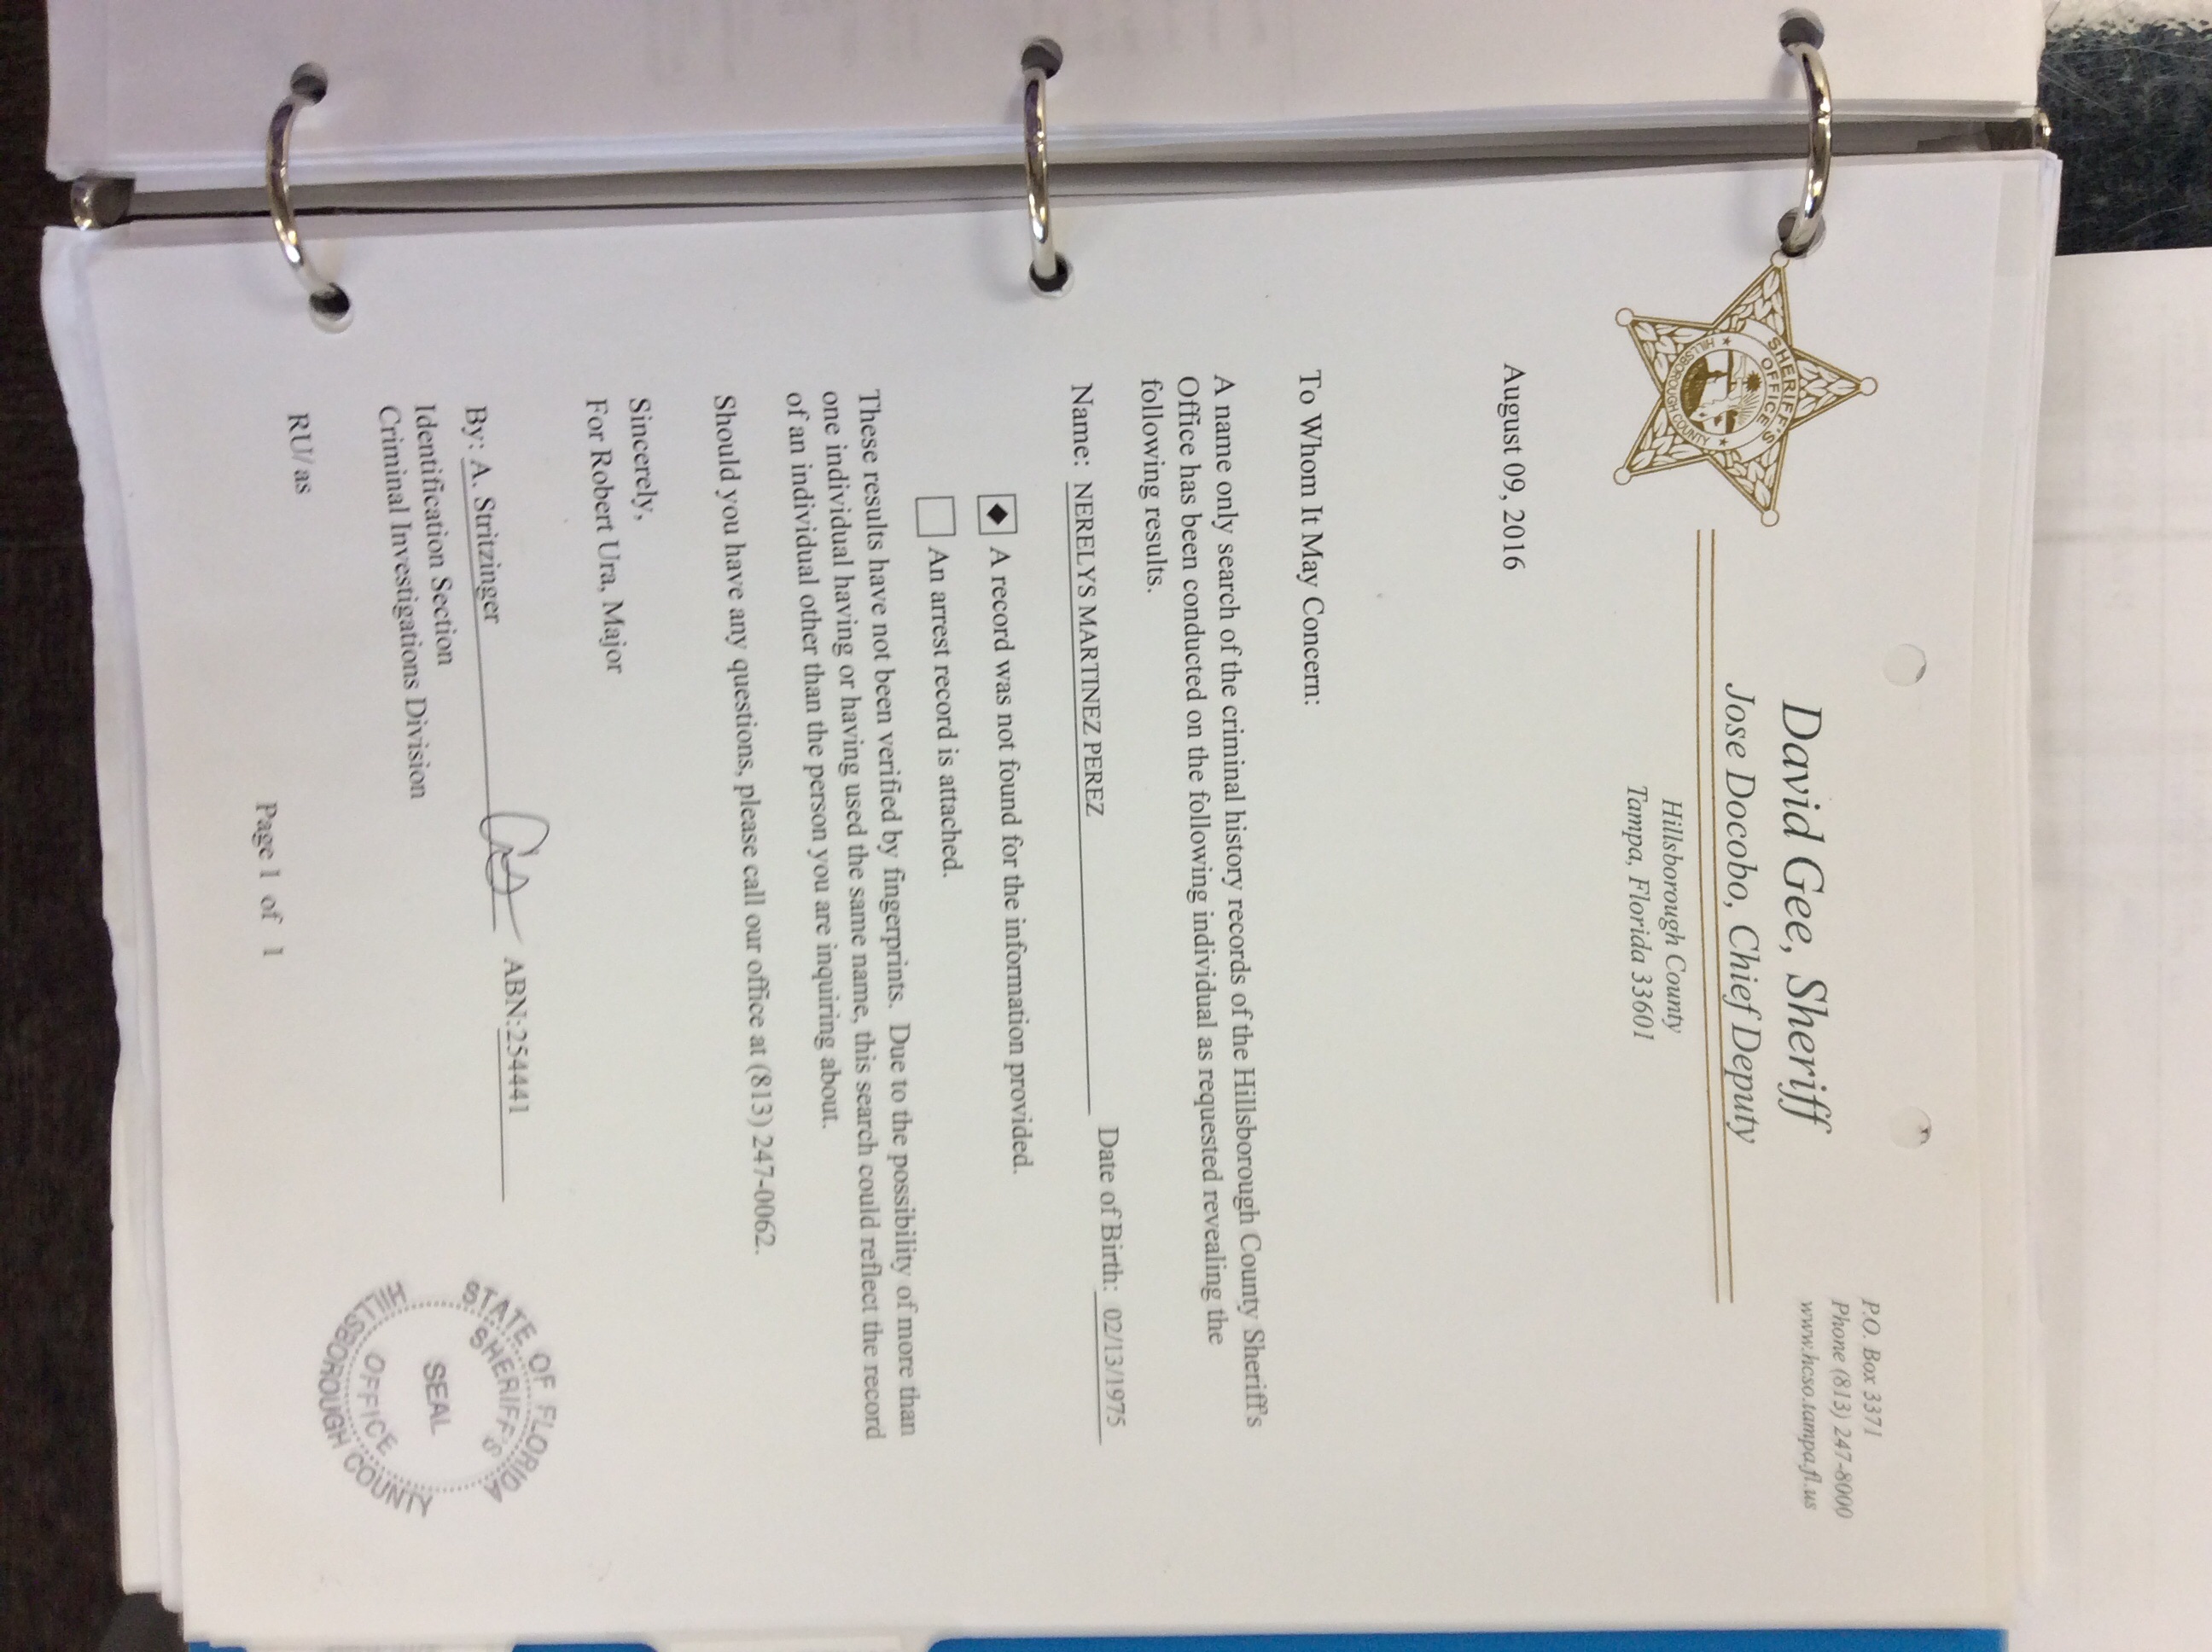 David Gee, Sheriff
Jose Docobo, Chief Deputy
Hillsborough County
Tampa, Florida 33601
P.O. Box 3371
Phone (813) 247-8000
www.hcso.tampa.fl.us
SHERIFF'S
OFFICE
HILLSBOROUGH COUNTY
August 09, 2016
To Whom It May Concern:
A name only search of the criminal history records of the Hillsborough County Sheriff's
Office has been conducted on the following individual as requested revealing the
following results.
Name: NERELYS MARTINEZ PEREZ Date of Birth: 02/13/1975
A record was not found for the information provided.
An arrest record is attached.
These results have not been verified by fingerprints. Due to the possibility of more than
one individual having or having used the same name, this search could reflect the record
of an individual other than the person you are inquiring about.
Should you have any questions, please call our office at (813) 247-0062.
Sincerely,
For Robert Ura, Major
By: A. Stritzinger ABN:254441
Identification Section
Criminal Investigations Division
STATE OF FLORIDA
SHERIFF'S
SEAL
OFFICE
HILLSBOROUGH COUNTY
RU/as
Page 1 of 1